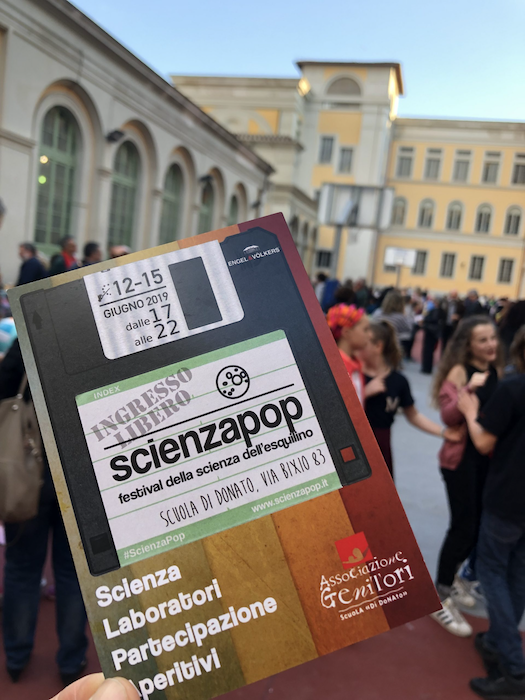 ENGEL&VÖLKERS
12-15
GIUGNO 2019
dalle 17
alle 22
INDEX
INGRESSO
LIBERO
scienzapop
festival della scienza dell'esquilino
SCUOLA DI DONATO, VIA BIXIO 83
#ScienzaPop
www.scienzapop.it
Scienza
Laboratori
Partecipazione
Aperitivi
Associazione
GeniTori
SCUOLA «DI DONATO»